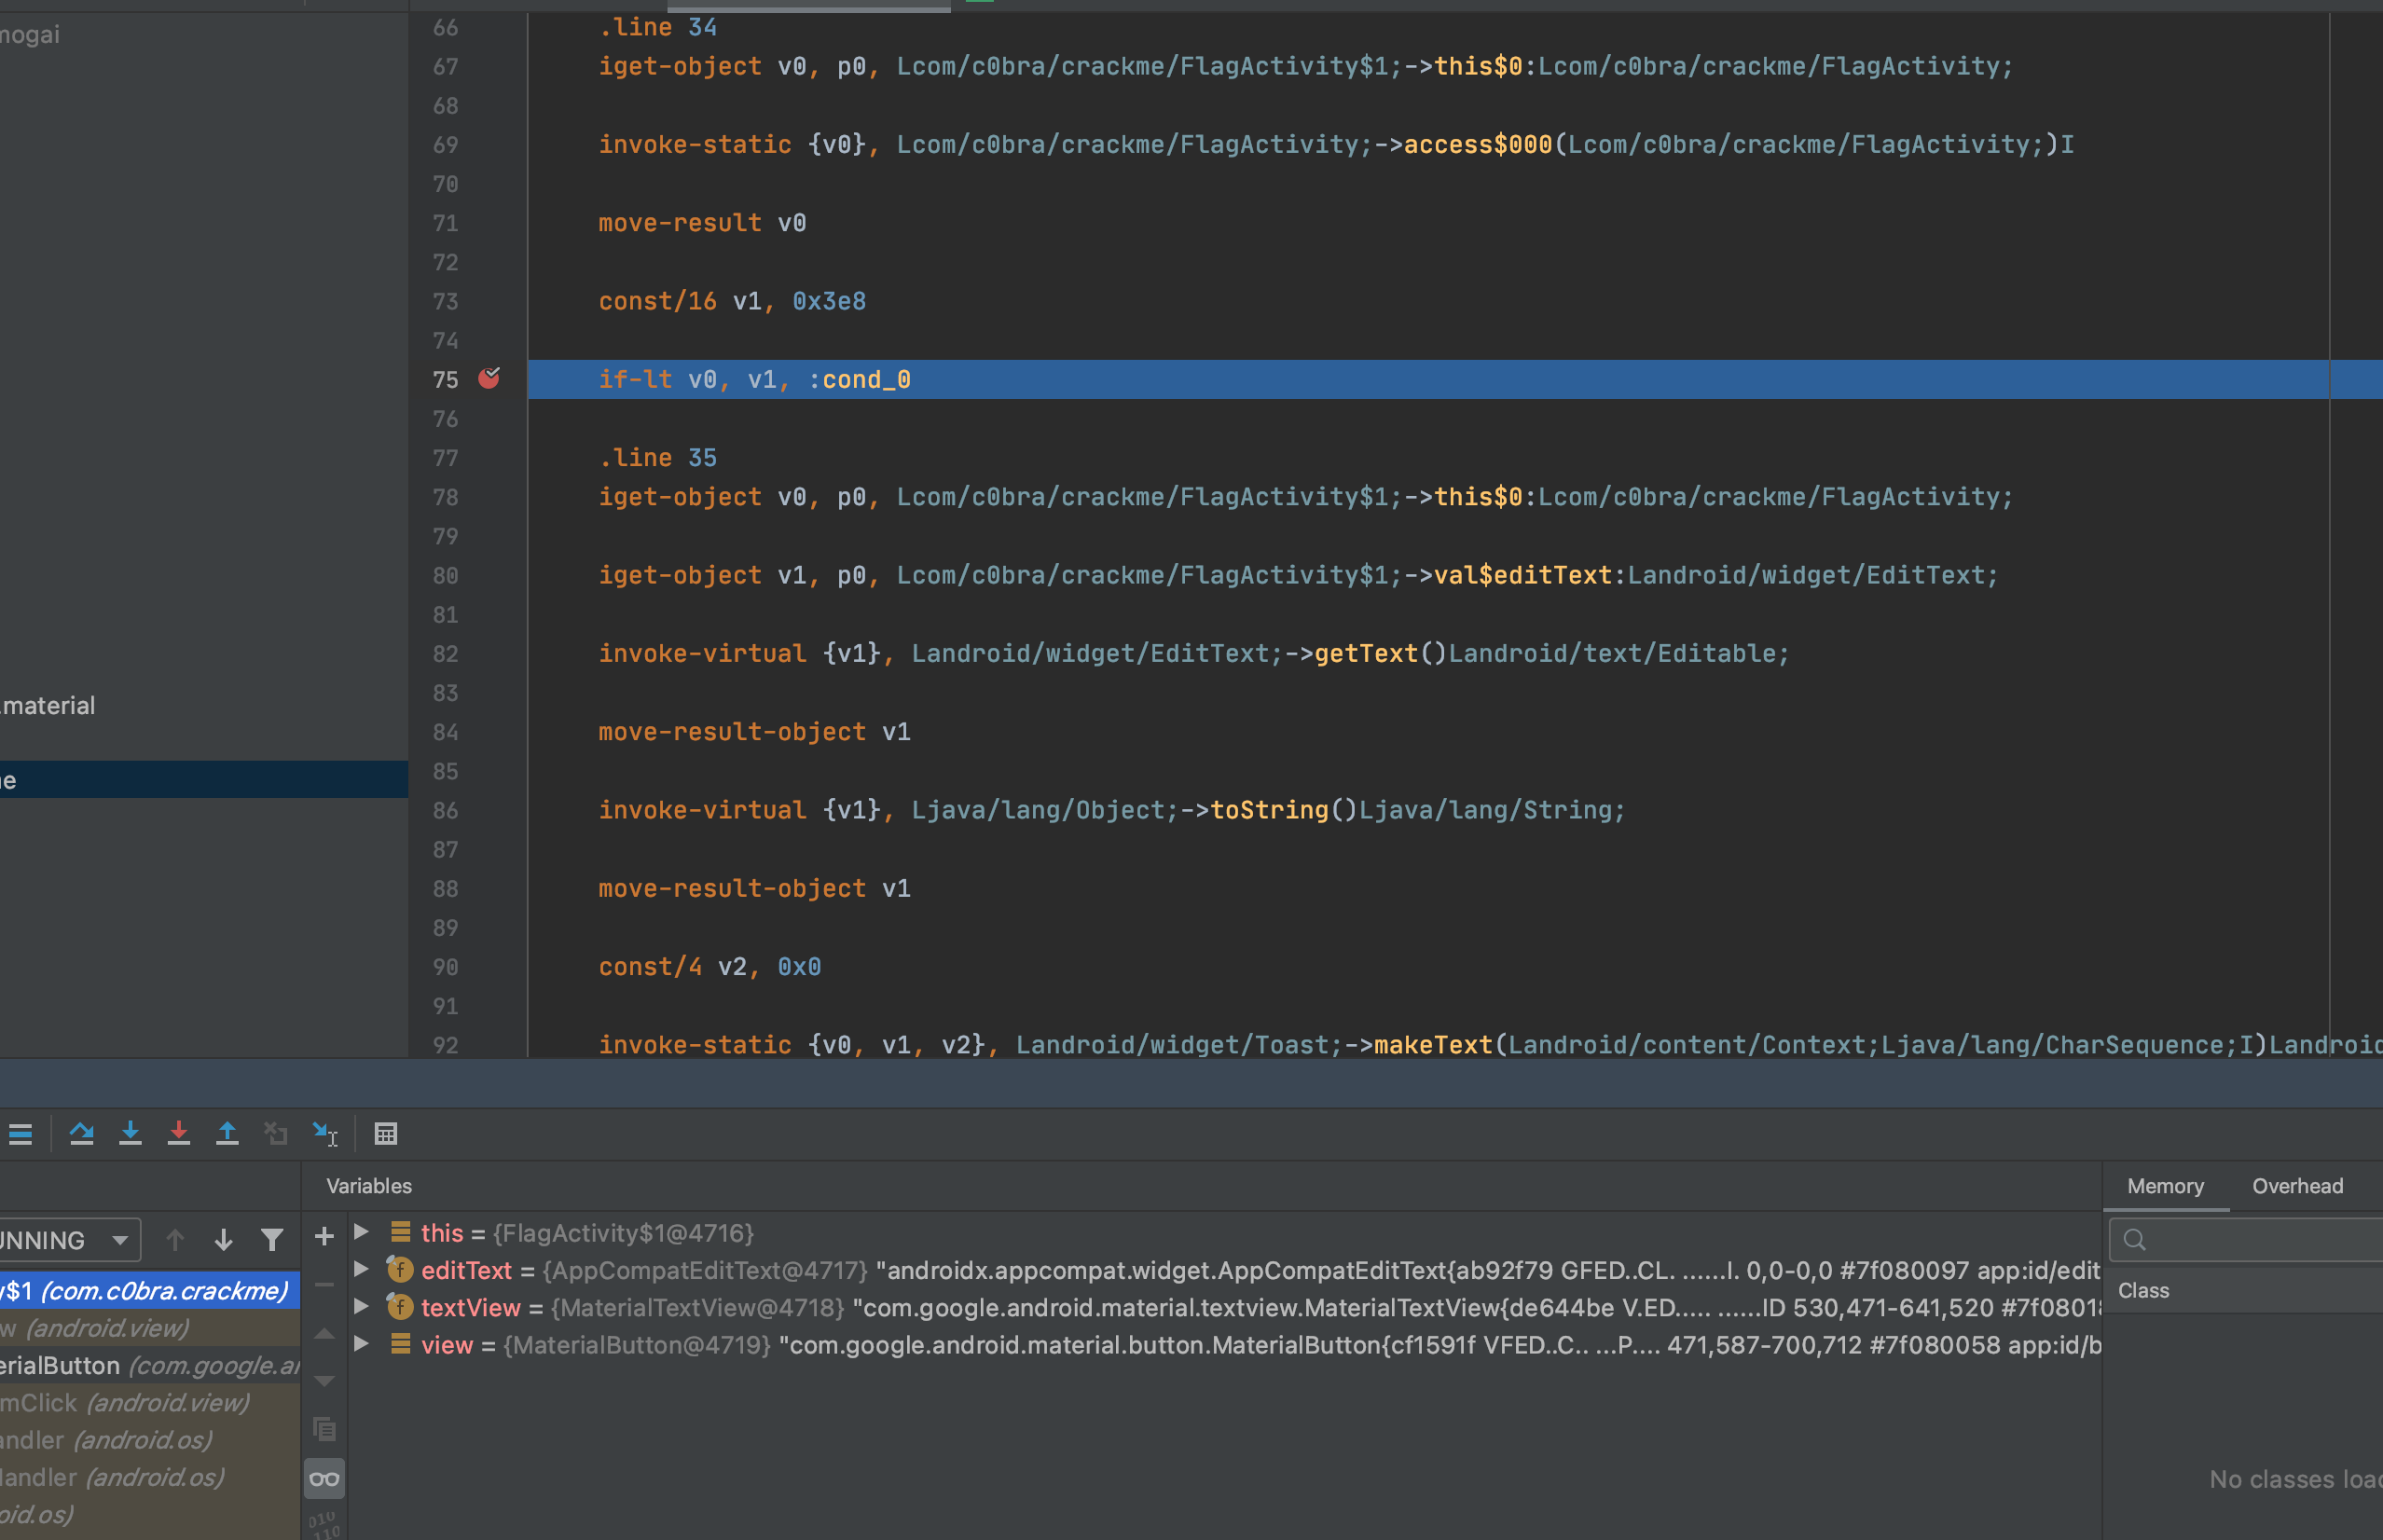 mogai
.material
66 .line 34
67 iget-object v0, p0, Lcom/c0bra/crackme/FlagActivity$1;->this$0:Lcom/c0bra/crackme/FlagActivity;
68
69 invoke-static {v0}, Lcom/c0bra/crackme/FlagActivity;->access$000(Lcom/c0bra/crackme/FlagActivity;)I
70
71 move-result v0
72
73 const/16 v1, 0x3e8
74
75 if-lt v0, v1, :cond_0
76
77 .line 35
78 iget-object v0, p0, Lcom/c0bra/crackme/FlagActivity$1;->this$0:Lcom/c0bra/crackme/FlagActivity;
79
80 iget-object v1, p0, Lcom/c0bra/crackme/FlagActivity$1;->val$editText:Landroid/widget/EditText;
81
82 invoke-virtual {v1}, Landroid/widget/EditText;->getText()Landroid/text/Editable;
83
84 move-result-object v1
85
86 invoke-virtual {v1}, Ljava/lang/Object;->toString()Ljava/lang/String;
87
88 move-result-object v1
89
90 const/4 v2, 0x0
91
92 invoke-static {v0, v1, v2}, Landroid/widget/Toast;->makeText(Landroid/content/Context;Ljava/lang/CharSequence;I)Landroid
UNNING
y$1 (com.c0bra.crackme)
w (android.view)
erialButton (com.google.an
mClick (android.view)
andler (android.os)
Handler (android.os)
oid.os)
Variables
this = {FlagActivity$1@4716}
editText = {AppCompatEditText@4717} "androidx.appcompat.widget.AppCompatEditText{ab92f79 GFED..CL. ......I. 0,0-0,0 #7f080097 app:id/edit
textView = {MaterialTextView@4718} "com.google.android.material.textview.MaterialTextView{de644be V.ED..... ......ID 530,471-641,520 #7f08018
view = {MaterialButton@4719} "com.google.android.material.button.MaterialButton{cf1591f VFED..C.. ...P.... 471,587-700,712 #7f080058 app:id/b
Memory Overhead
Class
No classes load